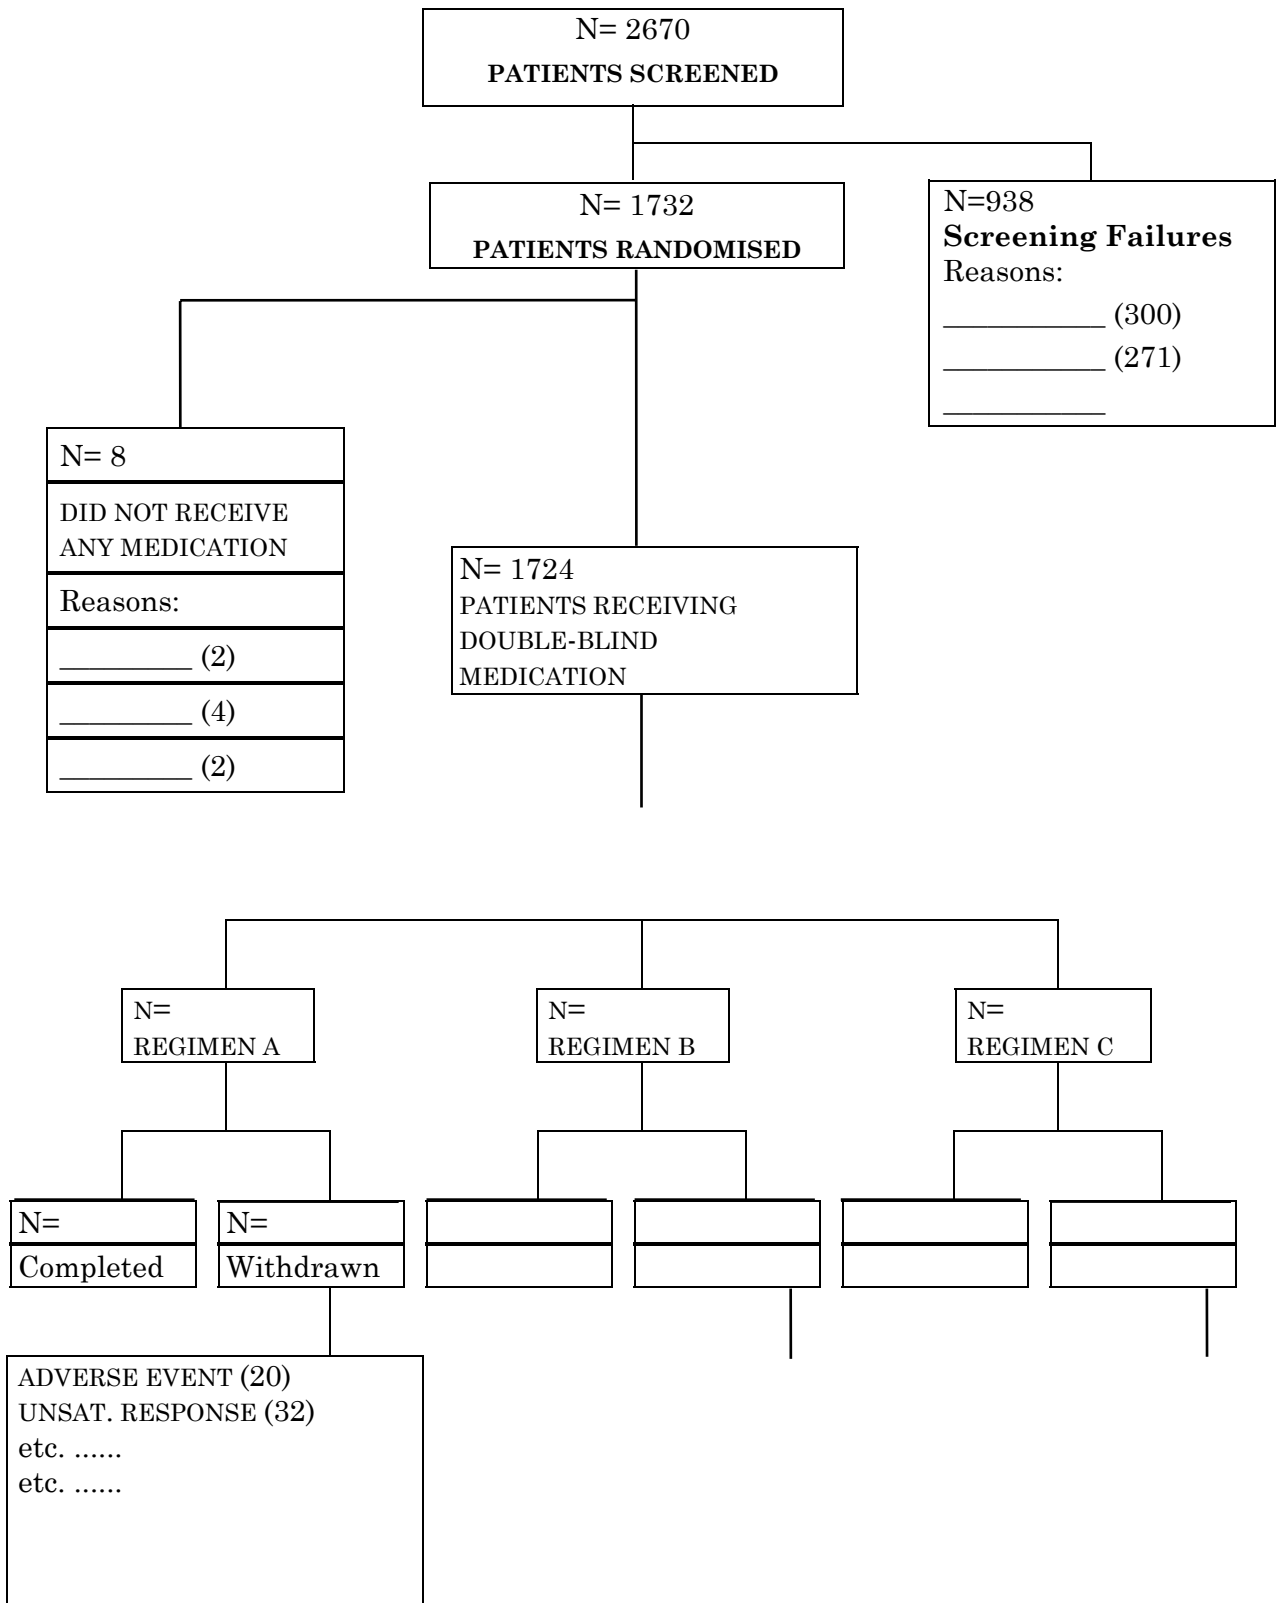 N= 2670
PATIENTS SCREENED
N= 1732
PATIENTS RANDOMISED
N=938
Screening Failures
Reasons:
___________ (300)
___________ (271)
___________
N= 8
DID NOT RECEIVE
ANY MEDICATION
Reasons:
_________ (2)
_________ (4)
_________ (2)
N= 1724
PATIENTS RECEIVING
DOUBLE-BLIND
MEDICATION
N=
REGIMEN A
N=
REGIMEN B
N=
REGIMEN C
N=
Completed
N=
Withdrawn
ADVERSE EVENT (20)
UNSAT. RESPONSE (32)
etc. ......
etc. ......